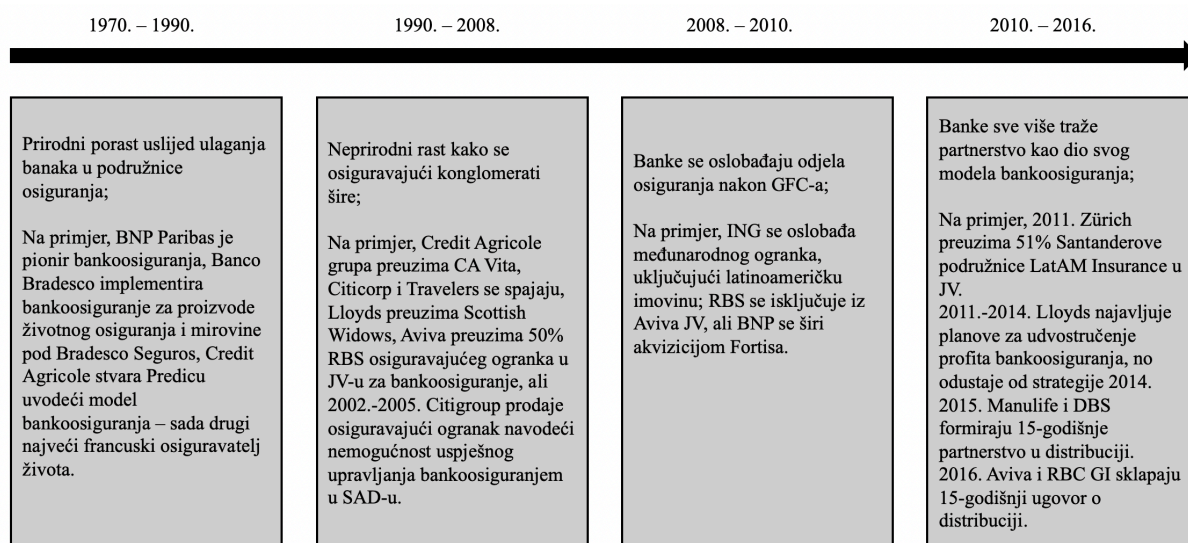 1970. – 1990.
1990. – 2008.
2008. – 2010.
2010. – 2016.
Prirodni porast uslijed ulaganja
banaka u podružnice
osiguranja;
Na primjer, BNP Paribas je
pionir bankoosiguranja, Banco
Bradesco implementira
bankoosiguranje za proizvode
životnog osiguranja i mirovine
pod Bradesco Seguros, Credit
Agricole stvara Predicu
uvodeći model
bankoosiguranja – sada drugi
najveći francuski osiguravatelj
života.
Neprirodni rast kako se
osiguravajući konglomerati
šire;
Na primjer, Credit Agricole
grupa preuzima CA Vita,
Citicorp i Travelers se spajaju,
Lloyds preuzima Scottish
Widows, Aviva preuzima 50%
RBS osiguravajućeg ogranka u
JV-u za bankoosiguranje, ali
2002.-2005. Citigroup prodaje
osiguravajući ogranak navodeći
nemogućnost uspješnog
upravljanja bankoosiguranjem
u SAD-u.
Banke se oslobađaju odjela
osiguranja nakon GFC-a;
Na primjer, ING se oslobađa
međunarodnog ogranka,
uključujući latinoameričku
imovinu; RBS se isključuje iz
Aviva JV, ali BNP se širi
akvizicijom Fortisa.
Banke sve više traže
partnerstvo kao dio svog
modela bankoosiguranja;
Na primjer, 2011. Zürich
preuzima 51% Santanderove
podružnice LatAM Insurance u
JV.
2011.-2014. Lloyds najavljuje
planove za udvostručenje
profita bankoosiguranja, no
odustaje od strategije 2014.
2015. Manulife i DBS
formiraju 15-godišnje
partnerstvo u distribuciji.
2016. Aviva i RBC GI sklapaju
15-godišnji ugovor o
distribuciji.